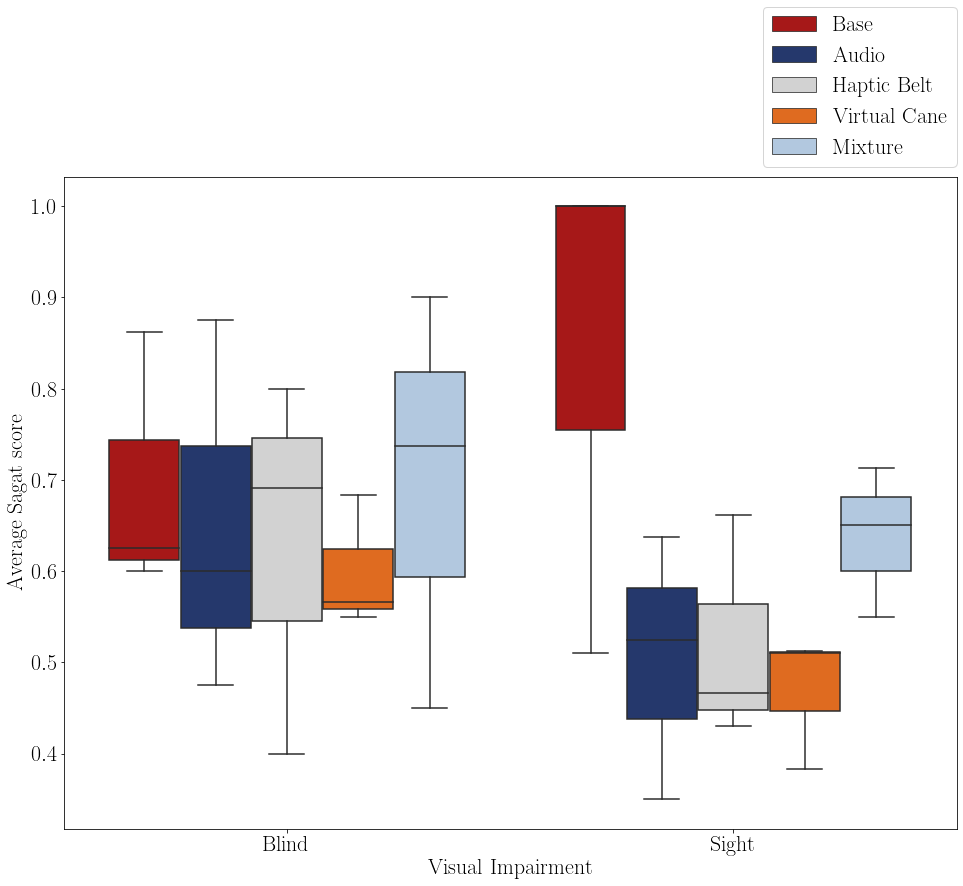 Base
Audio
Haptic Belt
Virtual Cane
Mixture
1.0
0.9
0.8
0.7
0.6
0.5
0.4
Average Sagat score
Blind
Sight
Visual Impairment